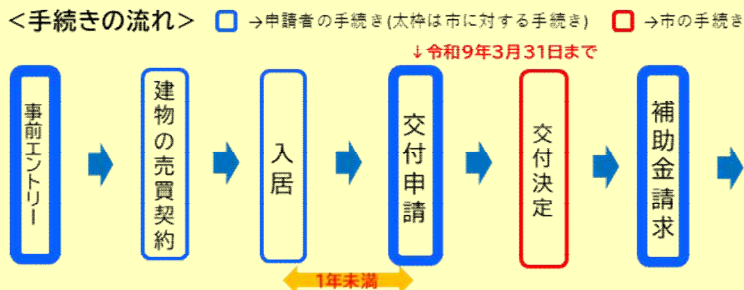 <手続きの流れ>
→申請者の手続き(太枠は市に対する手続き)
→市の手続き
↓令和9年3月31日まで
事前エントリー
建物の売買契約
入居
交付申請
交付決定
補助金請求
1年未満